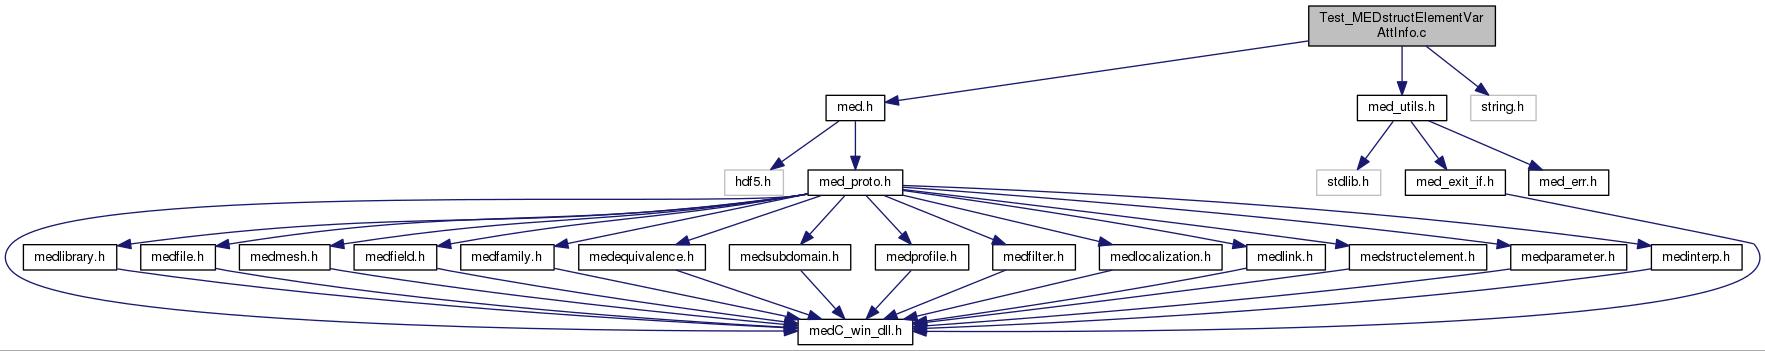 Test_MEDstructElementVar
AttInfo.c
med.h
med_utils.h
string.h
hdf5.h
med_proto.h
stdlib.h
med_exit_if.h
med_err.h
medlibrary.h
medfile.h
medmesh.h
medfield.h
medfamily.h
medequivalence.h
medsubdomain.h
medprofile.h
medfilter.h
medlocalization.h
medlink.h
medstructelement.h
medparameter.h
medinterp.h
medC_win_dll.h